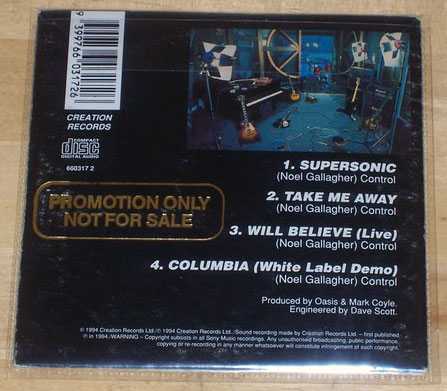 9 399766 031726
CREATION
RECORDS
COMPACT
disc
DIGITAL AUDIO
660317 2
PROMOTION ONLY
NOT FOR SALE
1. SUPERSONIC
(Noel Gallagher) Control
2. TAKE ME AWAY
(Noel Gallagher) Control
3. WILL BELIEVE (Live)
(Noel Gallagher) Control
4. COLUMBIA (White Label Demo)
(Noel Gallagher) Control
Produced by Oasis & Mark Coyle.
Engineered by Dave Scott.
© 1994 Creation Records Ltd./℗ 1994 Creation Records Ltd./Sound recording made by Creation Records Ltd. – first published
℗ in 1994./WARNING – Copyright subsists in all Sony Music recordings. Any unauthorised broadcasting, public performance,
copying or re-recording in any manner whatsoever will constitute infringement of such copyright.